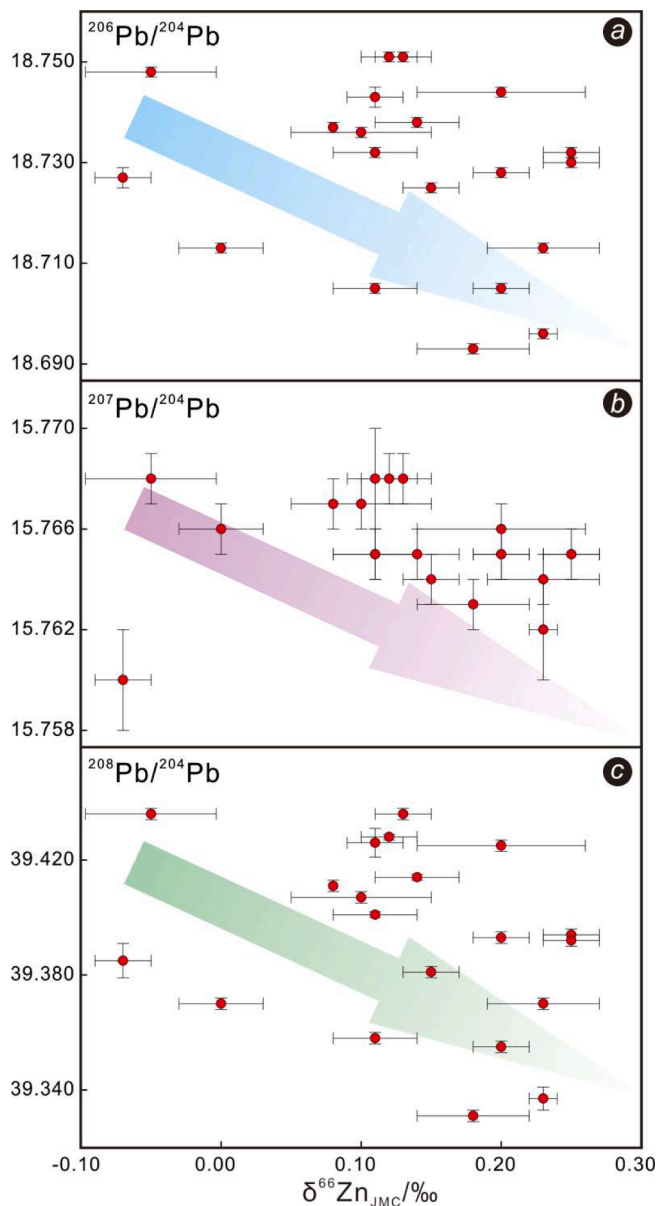 ²⁰⁶Pb/²⁰⁴Pb
a
18.750
18.730
18.710
18.690
²⁰⁷Pb/²⁰⁴Pb
b
15.770
15.766
15.762
15.758
²⁰⁸Pb/²⁰⁴Pb
c
39.420
39.380
39.340
-0.10 0.00 0.10 0.20 0.30
δ⁶⁶Zn_JMC/‰